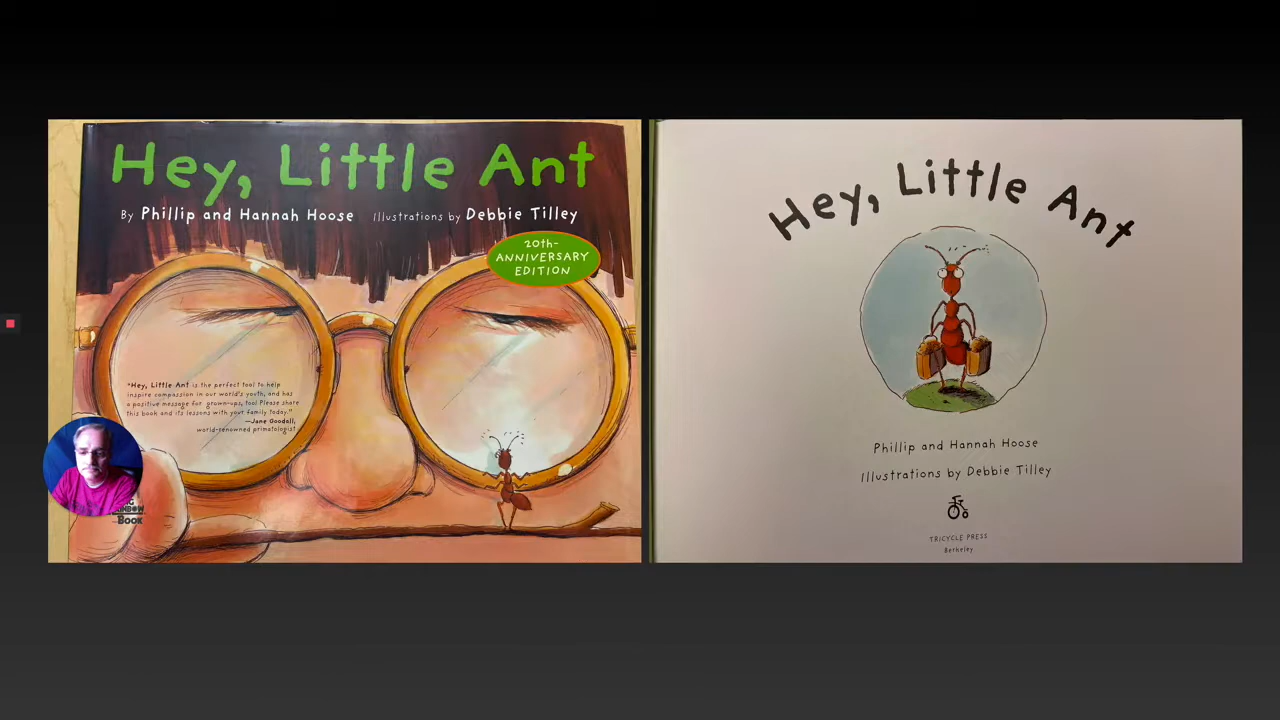 Hey, Little Ant
By Phillip and Hannah Hoose Illustrations by Debbie Tilley
20th-
ANNIVERSARY
EDITION
"Hey, Little Ant is the perfect tool to help
inspire compassion in our world's youth, and has
a positive message for grown-ups, too! Please share
this book and its lessons with your family today."
—Jane Goodall,
world-renowned primatologist
Book
Hey, Little Ant
Phillip and Hannah Hoose
Illustrations by Debbie Tilley
TRICYCLE PRESS
Berkeley